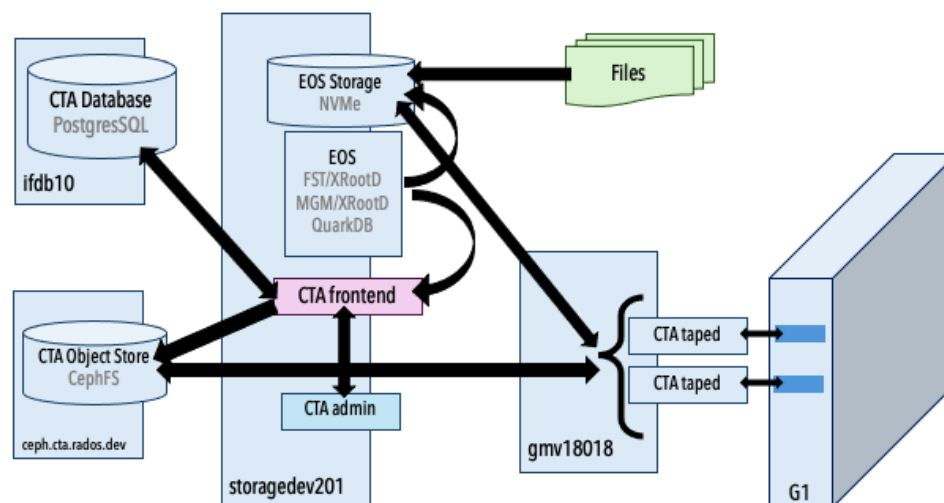 CTA Database
PostgresSQL
ifdb10
EOS Storage
NVMe
Files
EOS
FST/XRootD
MGM/XRootD
QuarkDB
CTA frontend
CTA Object Store
CephFS
ceph.cta.rados.dev
CTA admin
storagedev201
CTA taped
CTA taped
gmv18018
G1